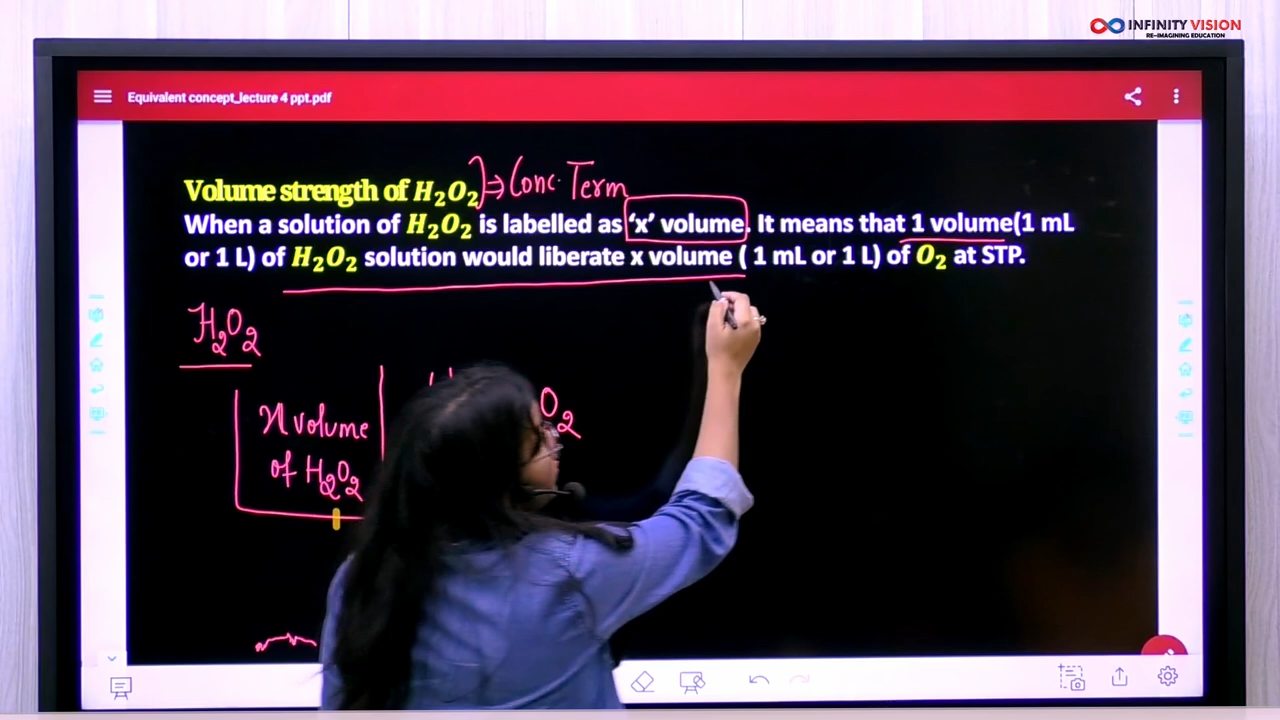 INFINITY VISION
RE-IMAGINING EDUCATION
Equivalent concept_lecture 4 ppt.pdf
Volume strength of H₂O₂ }⇒ Conc. Term
When a solution of H₂O₂ is labelled as ‘x’ volume. It means that 1 volume(1 mL
or 1 L) of H₂O₂ solution would liberate x volume ( 1 mL or 1 L) of O₂ at STP.
H₂O₂
x volume
of H₂O₂
O₂